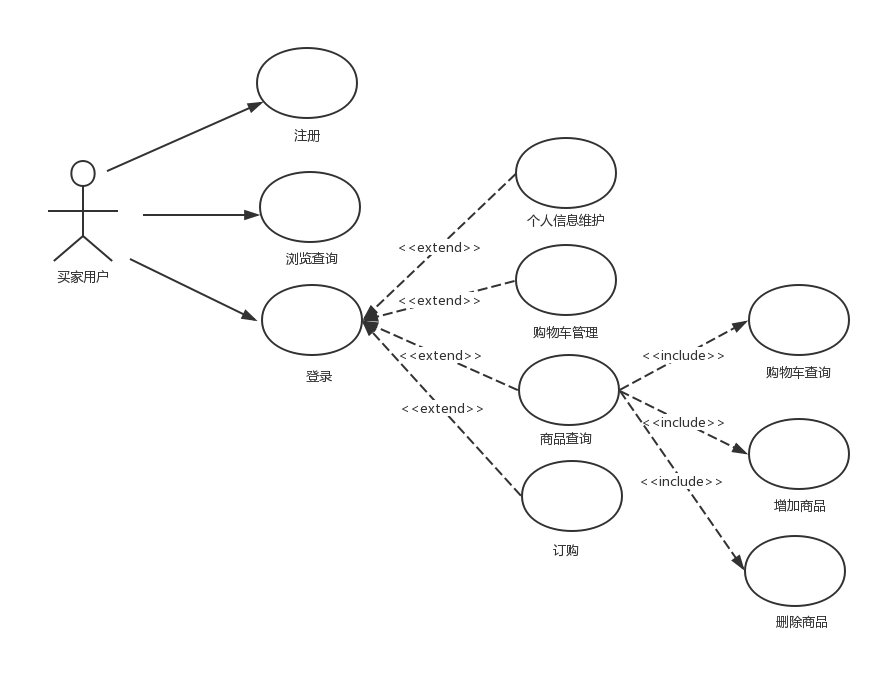 注册
买家用户
浏览查询
登录
<<extend>>
<<extend>>
<<extend>>
<<extend>>
个人信息维护
购物车管理
商品查询
订购
<<include>>
<<include>>
<<include>>
购物车查询
增加商品
删除商品